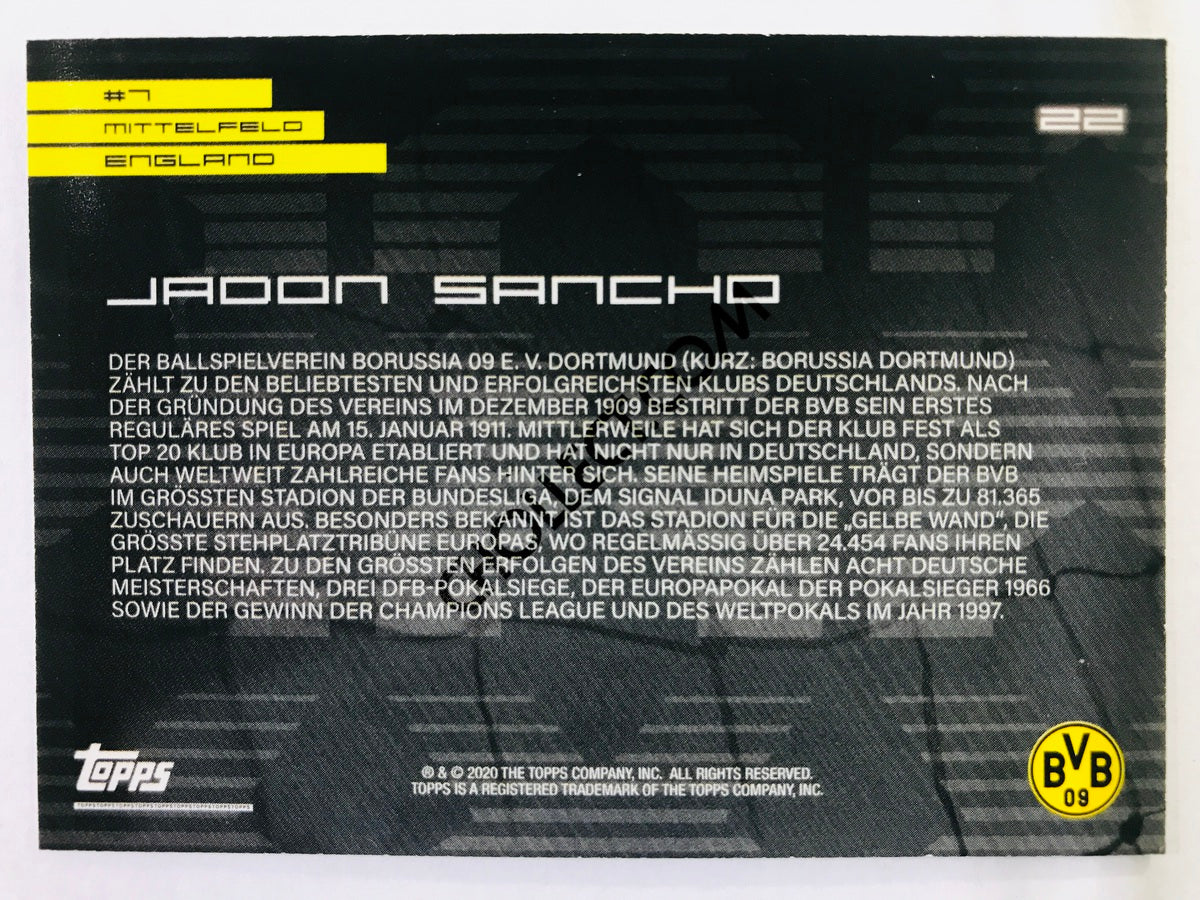 #7
MITTELFELD
ENGLAND
22
JADON SANCHO
DER BALLSPIELVEREIN BORUSSIA 09 E. V. DORTMUND (KURZ: BORUSSIA DORTMUND)
ZÄHLT ZU DEN BELIEBTESTEN UND ERFOLGREICHSTEN KLUBS DEUTSCHLANDS. NACH
DER GRÜNDUNG DES VEREINS IM DEZEMBER 1909 BESTRITT DER BVB SEIN ERSTES
REGULÄRES SPIEL AM 15. JANUAR 1911. MITTLERWEILE HAT SICH DER KLUB FEST ALS
TOP 20 KLUB IN EUROPA ETABLIERT UND HAT NICHT NUR IN DEUTSCHLAND, SONDERN
AUCH WELTWEIT ZAHLREICHE FANS HINTER SICH. SEINE HEIMSPIELE TRÄGT DER BVB
IM GRÖSSTEN STADION DER BUNDESLIGA, DEM SIGNAL IDUNA PARK, VOR BIS ZU 81.365
ZUSCHAUERN AUS. BESONDERS BEKANNT IST DAS STADION FÜR DIE „GELBE WAND“, DIE
GRÖSSTE STEHPLATZTRIBÜNE EUROPAS, WO REGELMÄSSIG ÜBER 24.454 FANS IHREN
PLATZ FINDEN. ZU DEN GRÖSSTEN ERFOLGEN DES VEREINS ZÄHLEN ACHT DEUTSCHE
MEISTERSCHAFTEN, DREI DFB-POKALSIEGE, DER EUROPAPOKAL DER POKALSIEGER 1966
SOWIE DER GEWINN DER CHAMPIONS LEAGUE UND DES WELTPOKALS IM JAHR 1997.
CHOLLECT.COM
topps
TOPPSTOPPSTOPPSTOPPSTOPPSTOPPSTOPPSTOPPSTOPPS
® & © 2020 THE TOPPS COMPANY, INC. ALL RIGHTS RESERVED.
TOPPS IS A REGISTERED TRADEMARK OF THE TOPPS COMPANY, INC.
BVB
09